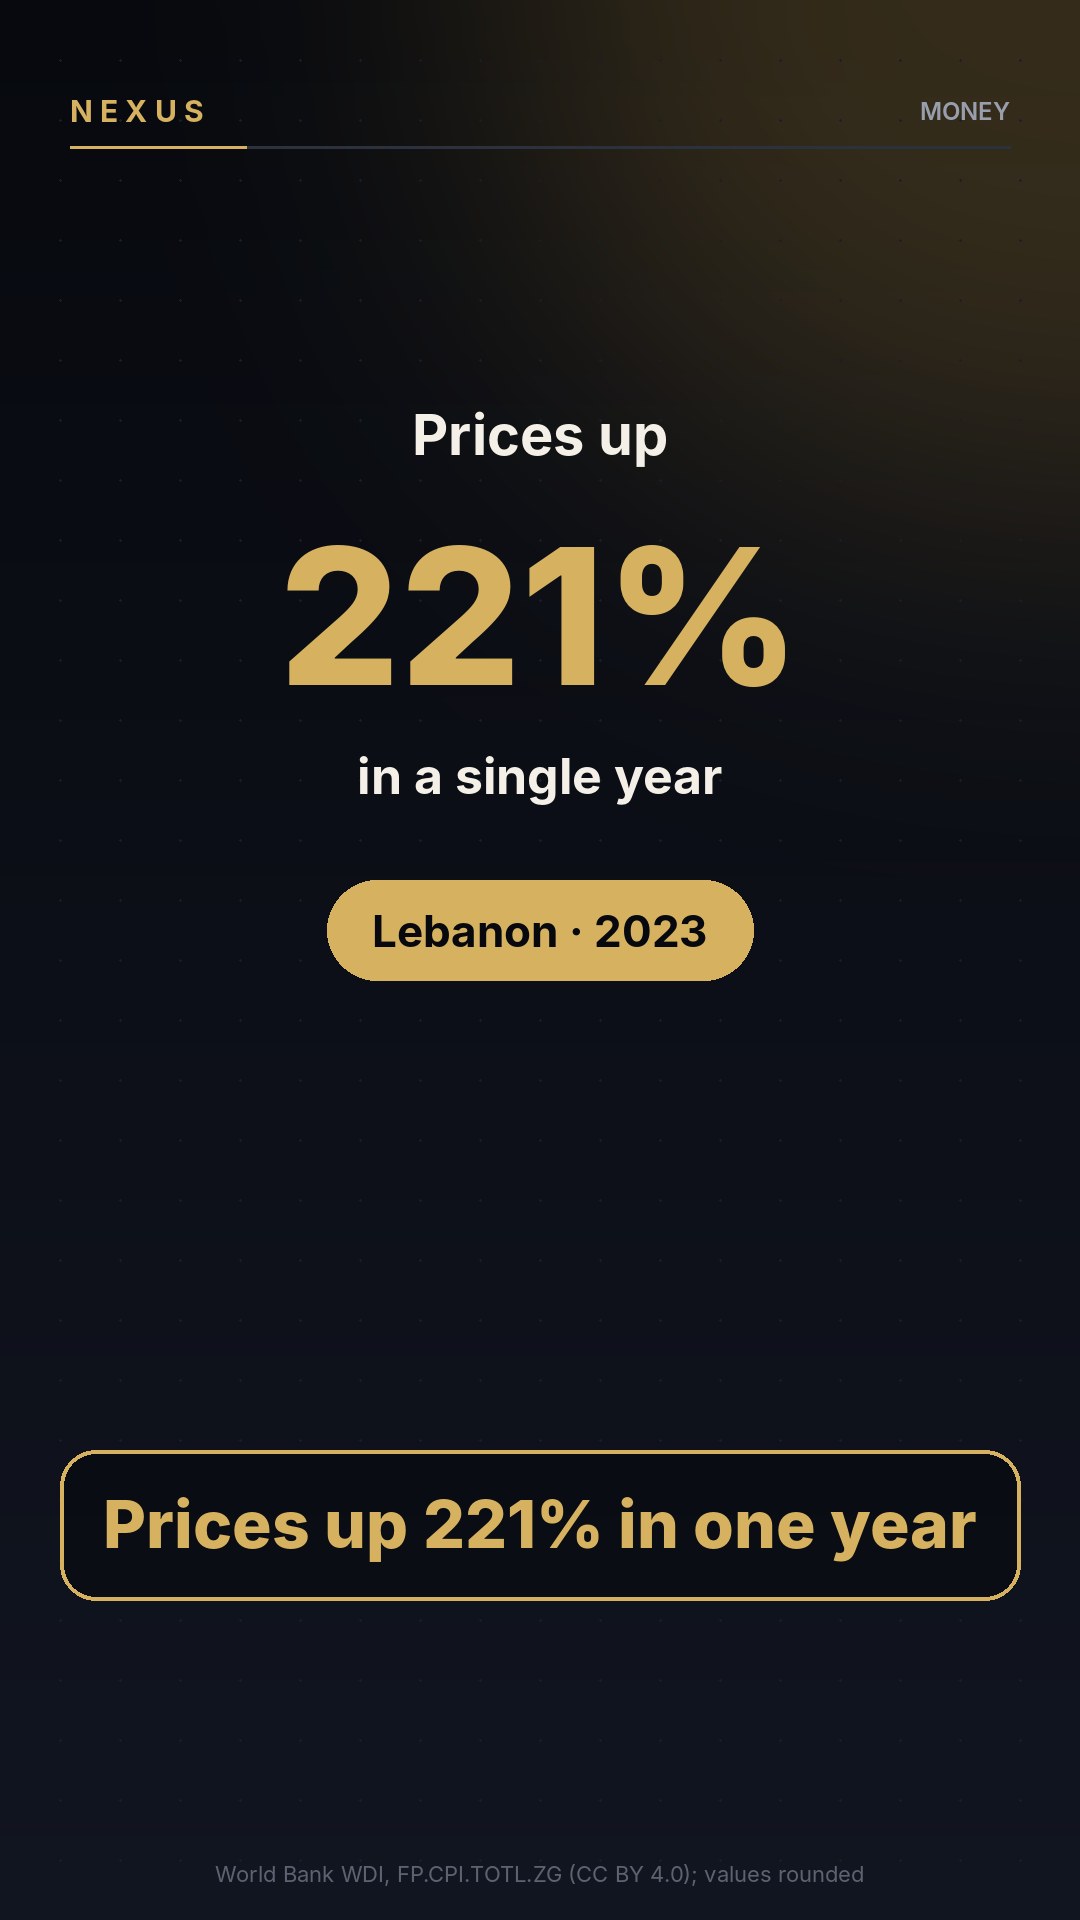 NEXUS
MONEY
Prices up
221%
in a single year
Lebanon · 2023
Prices up 221% in one year
World Bank WDI, FP.CPI.TOTL.ZG (CC BY 4.0); values rounded